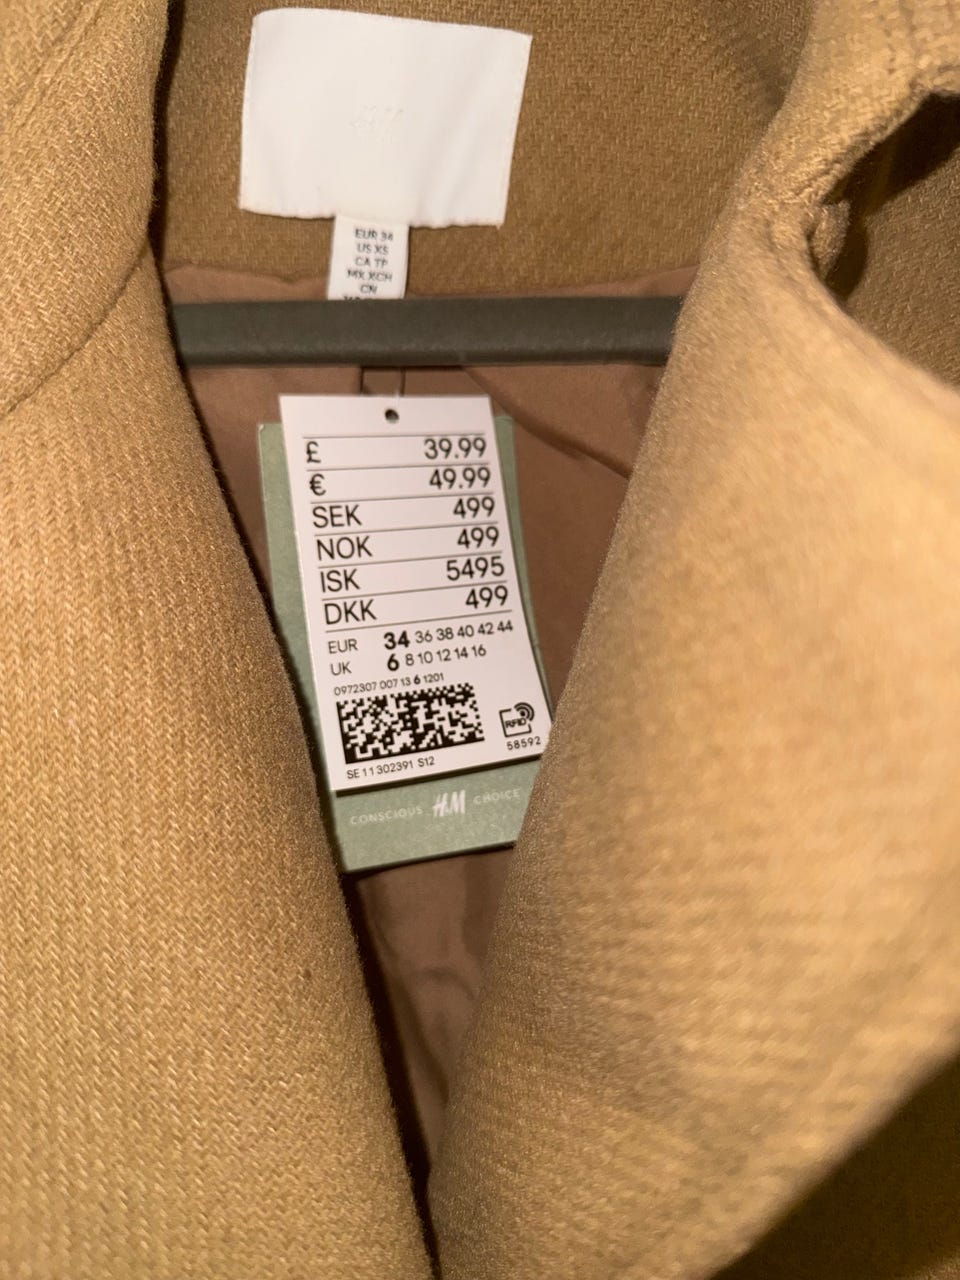 EUR 34
US XS
CA TP
MX XCH
CN
£ 39.99
€ 49.99
SEK 499
NOK 499
ISK 5495
DKK 499
EUR 34 36 38 40 42 44
UK 6 8 10 12 14 16
0972307 007 13 6 1201
RFID
58592
SE 11302391 S12
CONSCIOUS H&M CHOICE